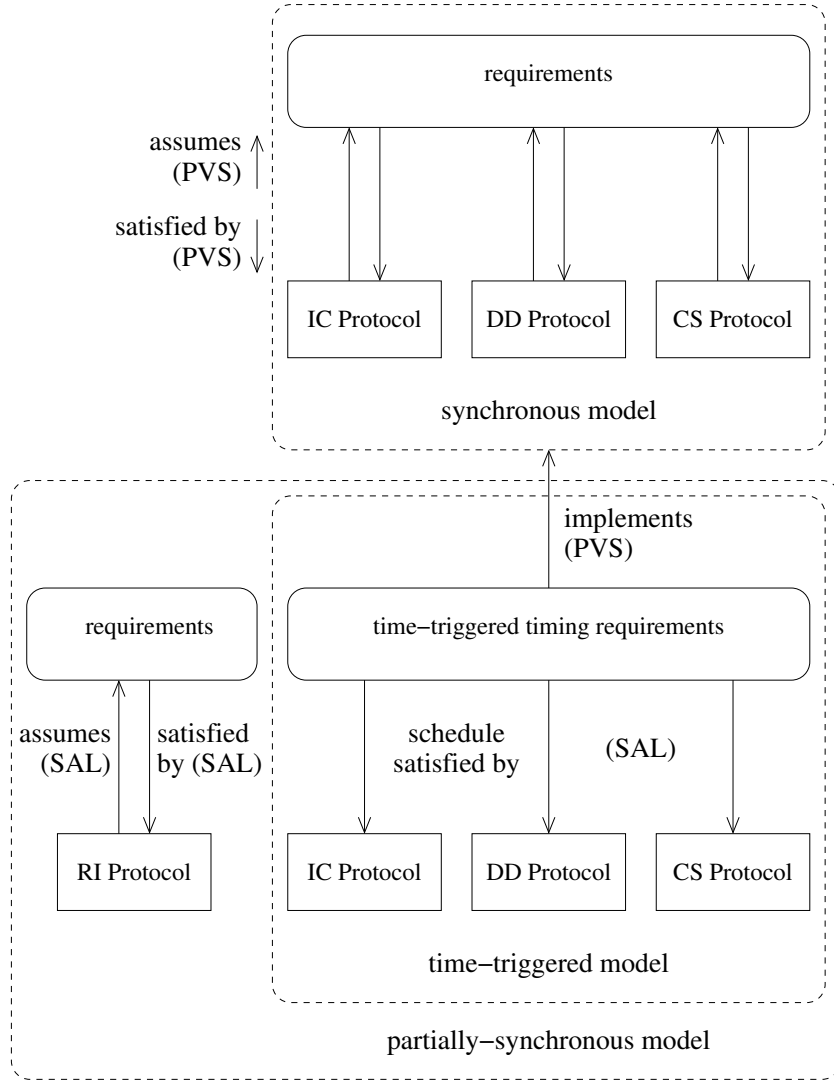 requirements
assumes
(PVS)
satisfied by
(PVS)
IC Protocol
DD Protocol
CS Protocol
synchronous model
implements
(PVS)
requirements
time−triggered timing requirements
assumes
(SAL)
satisfied
by (SAL)
schedule
satisfied by
(SAL)
RI Protocol
IC Protocol
DD Protocol
CS Protocol
time−triggered model
partially−synchronous model